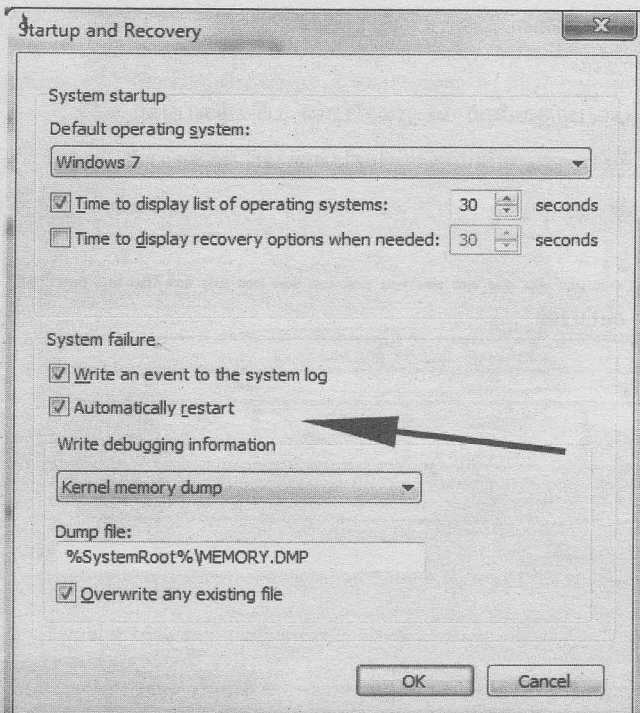 Startup and Recovery
System startup
Default operating system:
Windows 7
Time to display list of operating systems: 30 seconds
Time to display recovery options when needed: 30 seconds
System failure
Write an event to the system log
Automatically restart
Write debugging information
Kernel memory dump
Dump file:
%SystemRoot%\MEMORY.DMP
Overwrite any existing file
OK Cancel